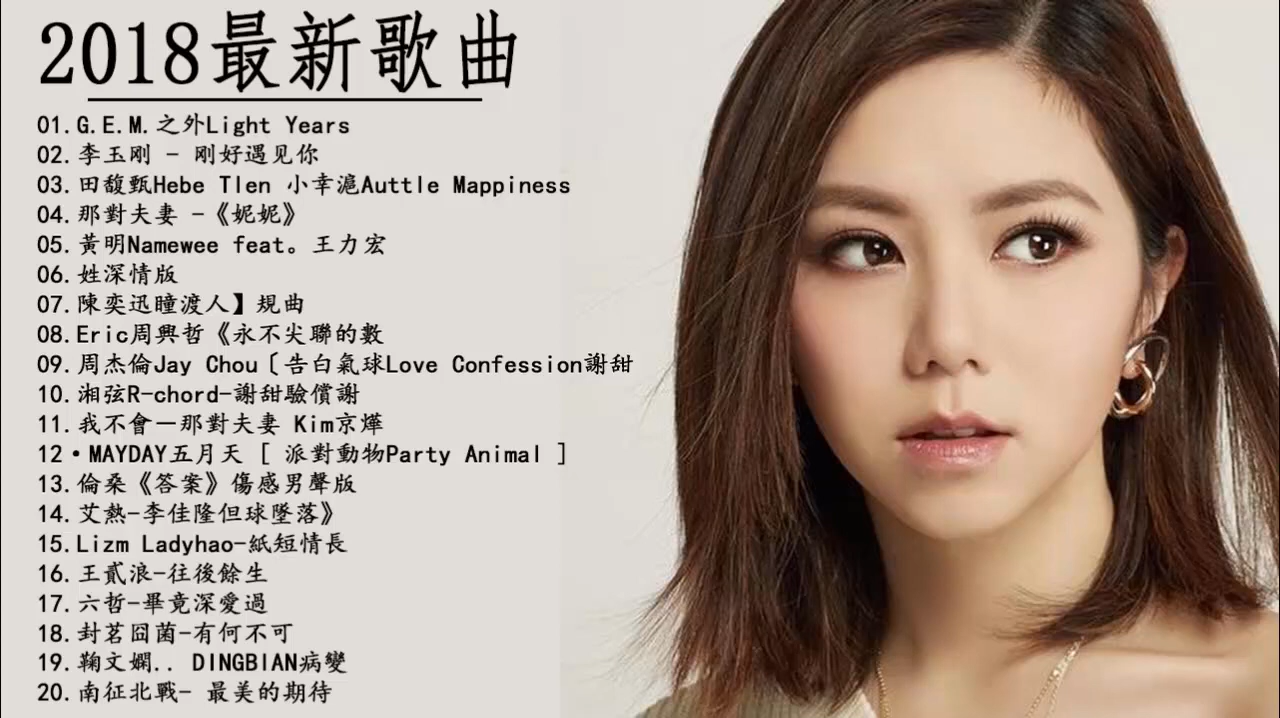 2018最新歌曲
01.G.E.M.之外Light Years
02.李玉刚 - 刚好遇见你
03.田馥甄Hebe Tlen 小幸滬Auttle Mappiness
04.那對夫妻 -《妮妮》
05.黃明Namewee feat。王力宏
06.姓深情版
07.陳奕迅瞳渡人】規曲
08.Eric周興哲《永不尖聯的數
09.周杰倫Jay Chou〔告白氣球Love Confession謝甜
10.湘弦R-chord-謝甜驗償謝
11.我不會－那對夫妻 Kim京燁
12·MAYDAY五月天 [ 派對動物Party Animal ]
13.倫桑《答案》傷感男聲版
14.艾熱-李佳隆但球墜落》
15.Lizm Ladyhao-紙短情長
16.王貳浪-往後餘生
17.六哲-畢竟深愛過
18.封茗囧菌-有何不可
19.鞠文嫻.. DINGBIAN病變
20.南征北戰- 最美的期待